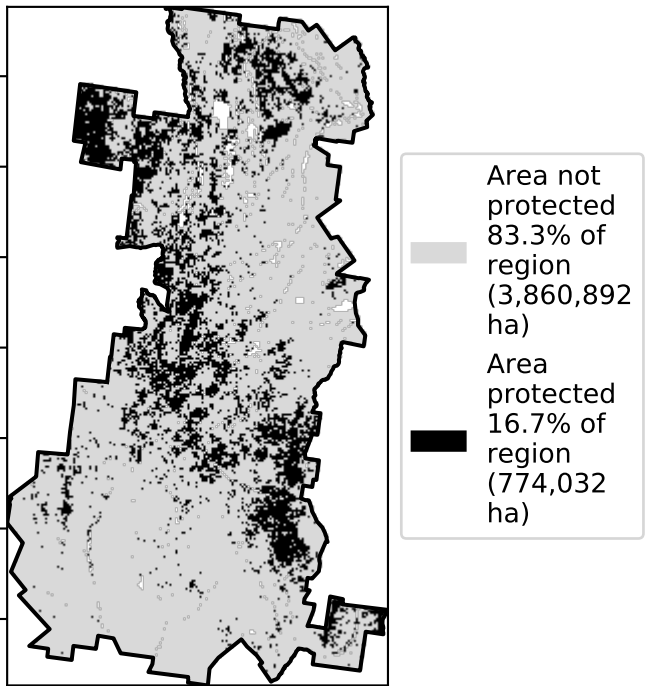 Area not
protected
83.3% of
region
(3,860,892
ha)
Area
protected
16.7% of
region
(774,032
ha)